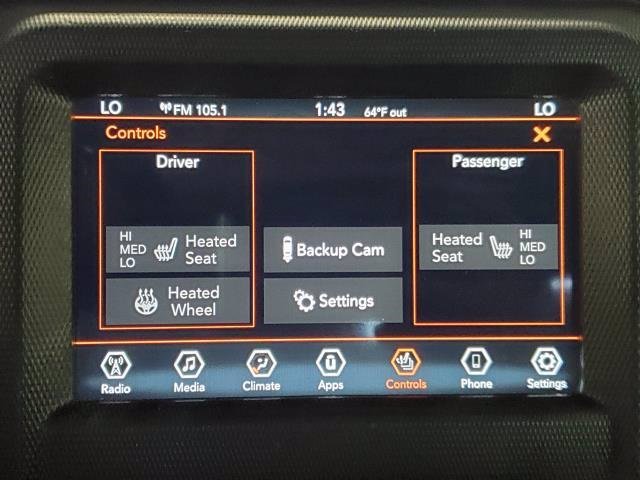 LO FM 105.1 1:43 64°F out LO
Controls
Driver
Passenger
HI
MED
LO
Heated
Seat
Backup Cam
Heated
Seat
HI
MED
LO
Heated
Wheel
Settings
Radio Media Climate Apps Controls Phone Settings